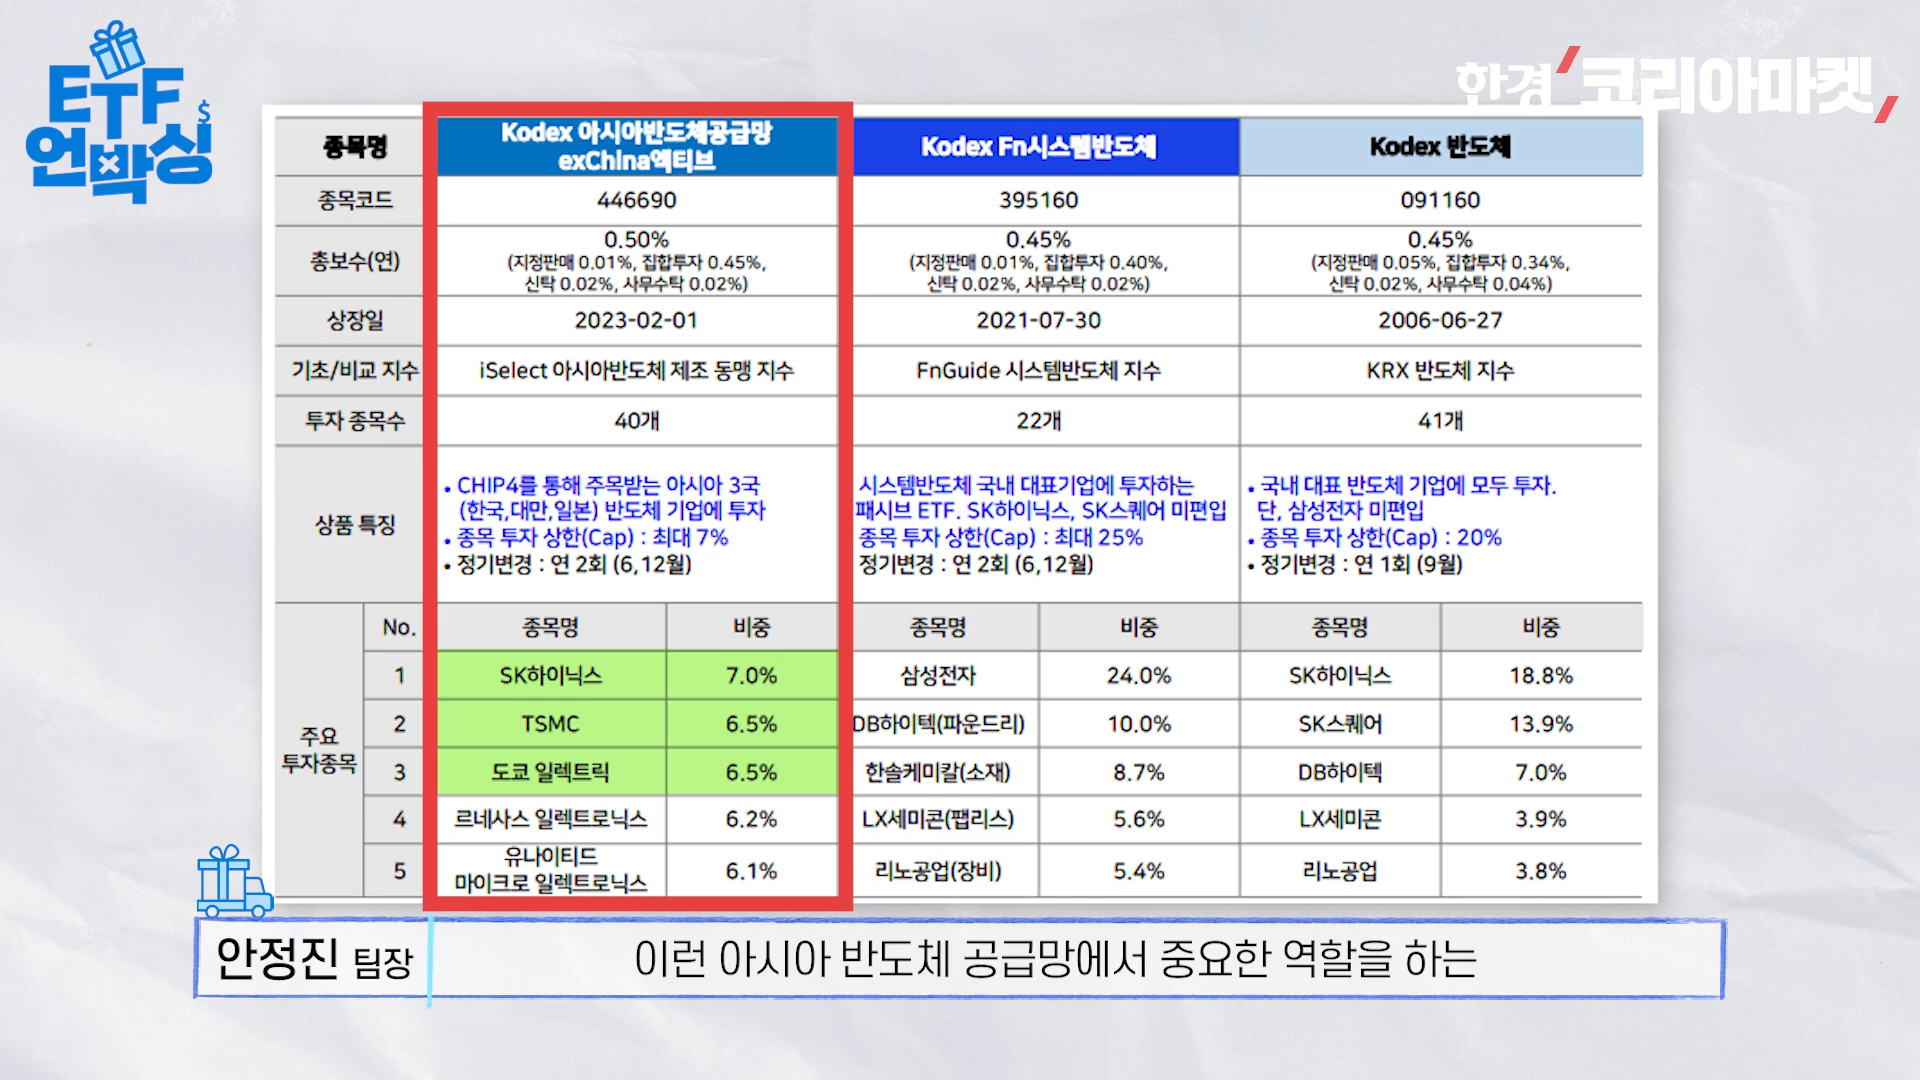 ETF
언박싱
한경 '코리아마켓,
종목명
Kodex 아시아반도체공급망
exChina액티브
Kodex Fn시스템반도체
Kodex 반도체
종목코드
446690
395160
091160
총보수(연)
0.50%
(지정판매 0.01%, 집합투자 0.45%,
신탁 0.02%, 사무수탁 0.02%)
0.45%
(지정판매 0.01%, 집합투자 0.40%,
신탁 0.02%, 사무수탁 0.02%)
0.45%
(지정판매 0.05%, 집합투자 0.34%,
신탁 0.02%, 사무수탁 0.04%)
상장일
2023-02-01
2021-07-30
2006-06-27
기초/비교 지수
iSelect 아시아반도체 제조 동맹 지수
FnGuide 시스템반도체 지수
KRX 반도체 지수
투자 종목수
40개
22개
41개
상품 특징
• CHIP4를 통해 주목받는 아시아 3국
(한국,대만,일본) 반도체 기업에 투자
• 종목 투자 상한(Cap) : 최대 7%
• 정기변경 : 연 2회 (6,12월)
시스템반도체 국내 대표기업에 투자하는
패시브 ETF. SK하이닉스, SK스퀘어 미편입
종목 투자 상한(Cap) : 최대 25%
정기변경 : 연 2회 (6,12월)
• 국내 대표 반도체 기업에 모두 투자.
단, 삼성전자 미편입
• 종목 투자 상한(Cap) : 20%
• 정기변경 : 연 1회 (9월)
주요
투자종목
No.
종목명
비중
종목명
비중
종목명
비중
1
SK하이닉스
7.0%
삼성전자
24.0%
SK하이닉스
18.8%
2
TSMC
6.5%
DB하이텍(파운드리)
10.0%
SK스퀘어
13.9%
3
도쿄 일렉트릭
6.5%
한솔케미칼(소재)
8.7%
DB하이텍
7.0%
4
르네사스 일렉트로닉스
6.2%
LX세미콘(팹리스)
5.6%
LX세미콘
3.9%
5
유나이티드
마이크로 일렉트로닉스
6.1%
리노공업(장비)
5.4%
리노공업
3.8%
안정진 팀장
이런 아시아 반도체 공급망에서 중요한 역할을 하는